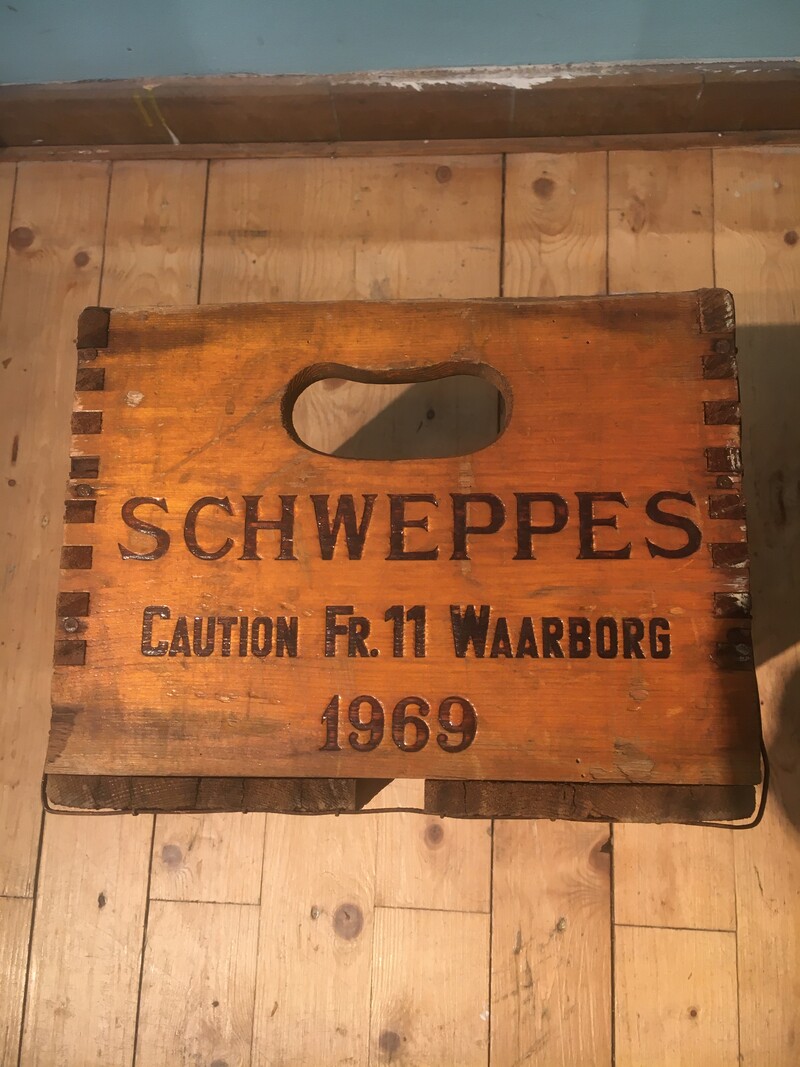 SCHWEPPES
CAUTION FR. 11 WAARBORG
1969